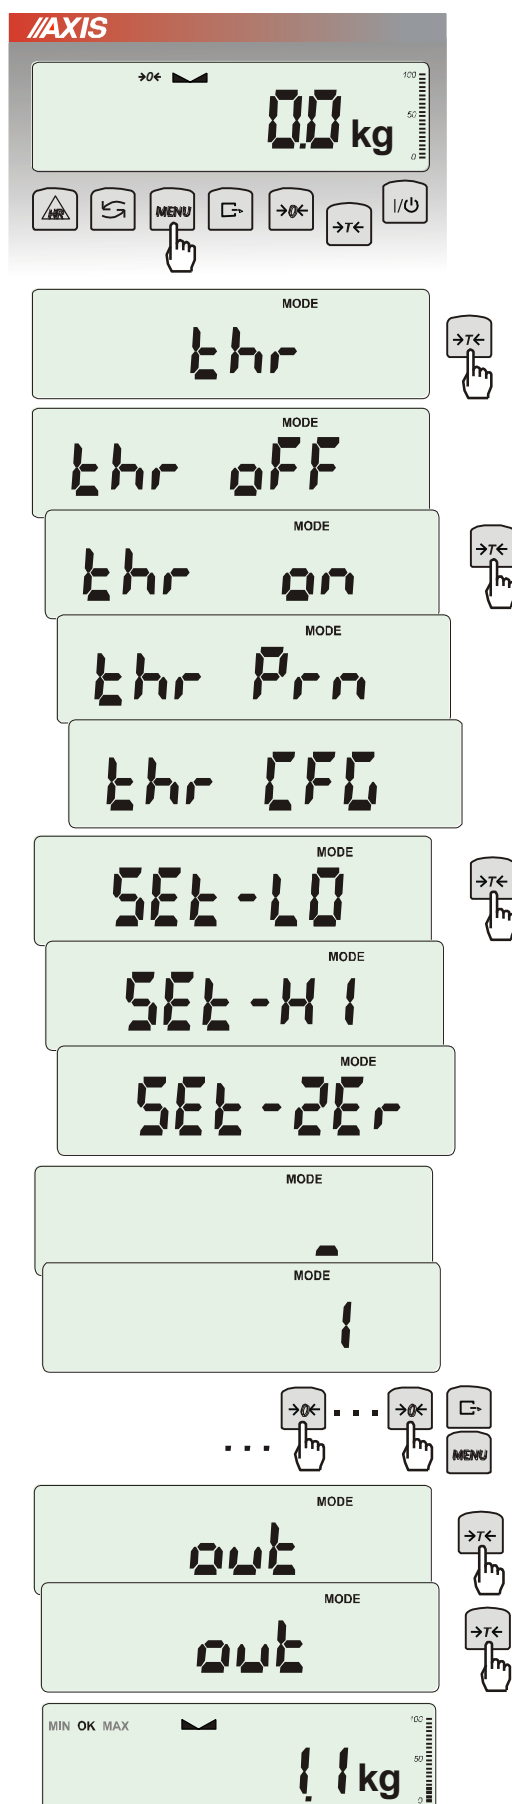 AXIS
→0←
100
50
0.0 kg
0
HR MENU →0← →T← I/
MODE
thr
→T←
MODE
thr oFF
MODE
thr on
→T←
MODE
thr Prn
thr CFG
MODE
SEt-LO
→T←
MODE
SEt-HI
MODE
SEt-2Er
MODE
-
MODE
1
→0← ... →0←
... MENU
MODE
out
→T←
MODE
out
→T←
MIN OK MAX
100
50
1.1 kg
0